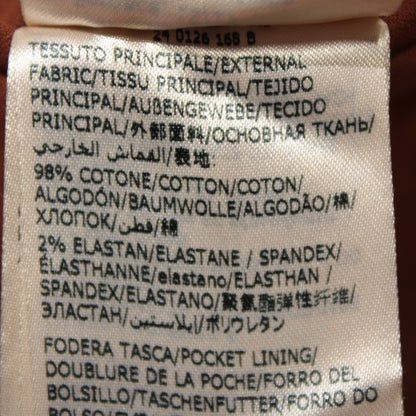 24 0126 168 B
TESSUTO PRINCIPALE/EXTERNAL
FABRIC/TISSU PRINCIPAL/TEJIDO
PRINCIPAL/AUßENGEWEBE/TECIDO
PRINCIPAL/外部面料/ОСНОВНАЯ ТКАНЬ/
القماش الخارجي/表地:
98% COTONE/COTTON/COTON/
ALGODÓN/BAUMWOLLE/ALGODÃO/棉/
ХЛОПОК/قطن/綿
2% ELASTAN/ELASTANE / SPANDEX/
ÉLASTHANNE/elastano/ELASTHAN /
SPANDEX/ELASTANO/聚氨酯弹性纤维/
ЭЛАСТАН/إيلاستين/ポリウレタン
FODERA TASCA/POCKET LINING/
DOUBLURE DE LA POCHE/FORRO DEL
BOLSILLO/TASCHENFUTTER/FORRO DO